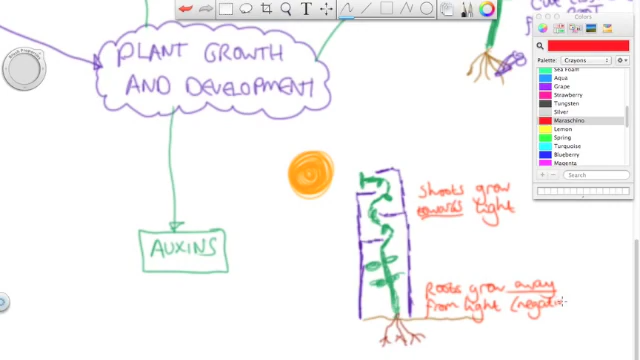 PLANT GROWTH
AND DEVELOPMENT
AUXINS
shoots grow
towards light
Roots grow away
from light (negati
Colors
Palette: Crayons
Sea Foam
Aqua
Grape
Strawberry
Tungsten
Silver
Maraschino
Lemon
Spring
Turquoise
Blueberry
Magenta
Search